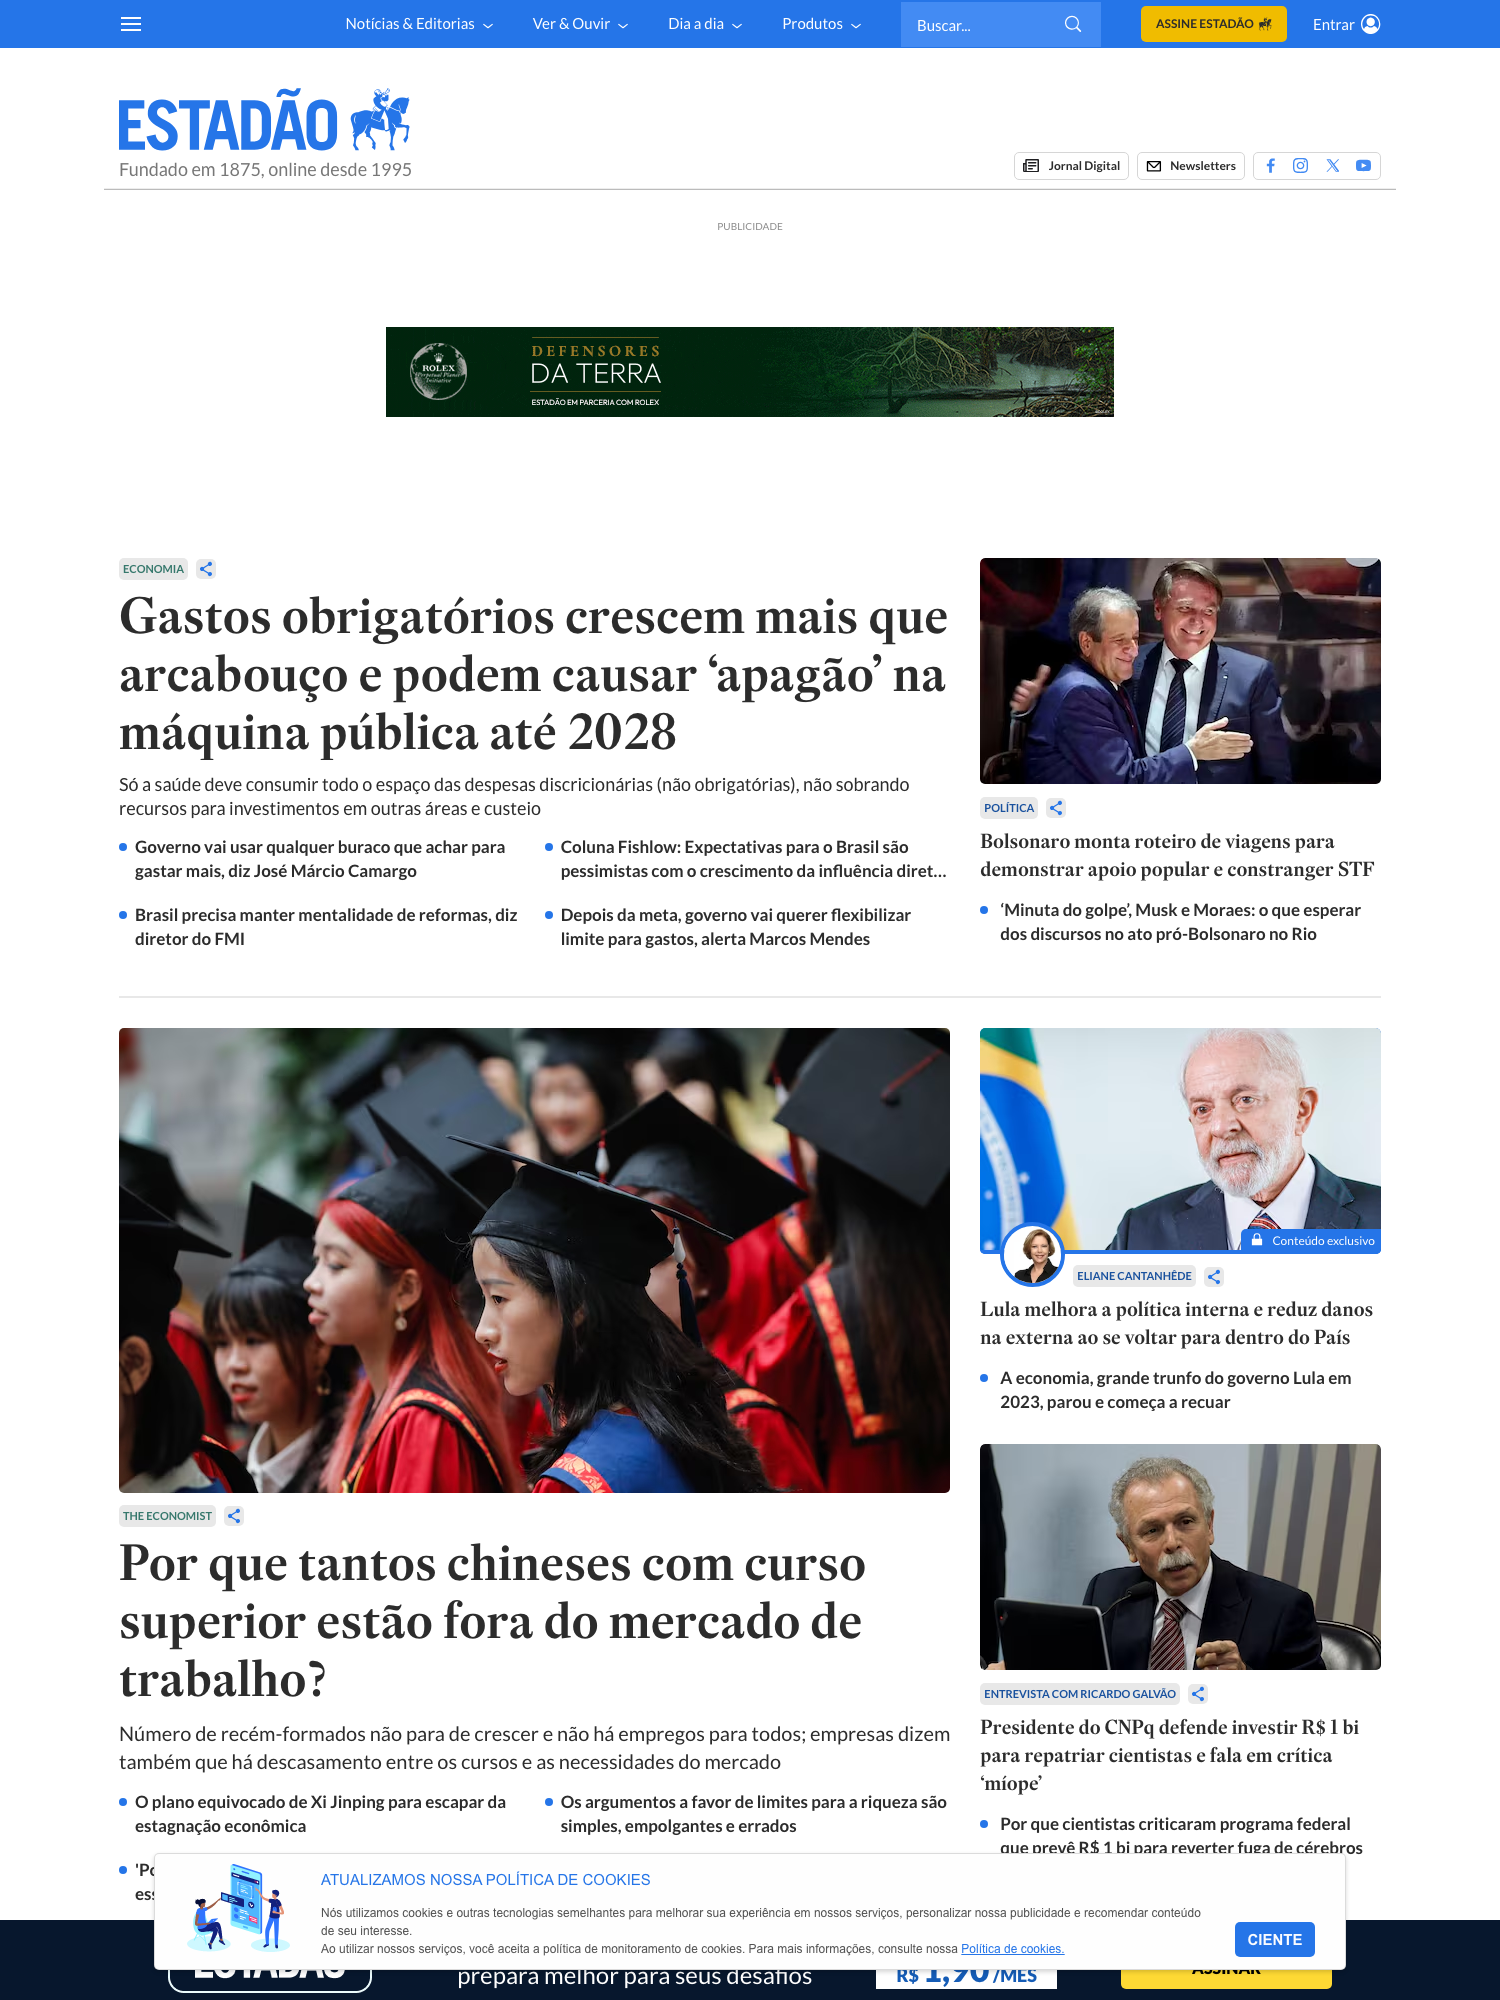 Notícias & Editorias
Ver & Ouvir
Dia a dia
Produtos
Buscar...
ASSINE ESTADÃO
Entrar
ESTADÃO
Fundado em 1875, online desde 1995
Jornal Digital
Newsletters
PUBLICIDADE
ROLEX
Perpetual Planet
Initiative
DEFENSORES
DA TERRA
ESTADÃO EM PARCERIA COM ROLEX
ECONOMIA
Gastos obrigatórios crescem mais que
arcabouço e podem causar ‘apagão’ na
máquina pública até 2028
Só a saúde deve consumir todo o espaço das despesas discricionárias (não obrigatórias), não sobrando
recursos para investimentos em outras áreas e custeio
Governo vai usar qualquer buraco que achar para
gastar mais, diz José Márcio Camargo
Coluna Fishlow: Expectativas para o Brasil são
pessimistas com o crescimento da influência diret...
Brasil precisa manter mentalidade de reformas, diz
diretor do FMI
Depois da meta, governo vai querer flexibilizar
limite para gastos, alerta Marcos Mendes
POLÍTICA
Bolsonaro monta roteiro de viagens para
demonstrar apoio popular e constranger STF
‘Minuta do golpe’, Musk e Moraes: o que esperar
dos discursos no ato pró-Bolsonaro no Rio
THE ECONOMIST
Por que tantos chineses com curso
superior estão fora do mercado de
trabalho?
Número de recém-formados não para de crescer e não há empregos para todos; empresas dizem
também que há descasamento entre os cursos e as necessidades do mercado
O plano equivocado de Xi Jinping para escapar da
estagnação econômica
Os argumentos a favor de limites para a riqueza são
simples, empolgantes e errados
Conteúdo exclusivo
ELIANE CANTANHÊDE
Lula melhora a política interna e reduz danos
na externa ao se voltar para dentro do País
A economia, grande trunfo do governo Lula em
2023, parou e começa a recuar
ENTREVISTA COM RICARDO GALVÃO
Presidente do CNPq defende investir R$ 1 bi
para repatriar cientistas e fala em crítica
‘míope’
Por que cientistas criticaram programa federal
que prevê R$ 1 bi para reverter fuga de cérebros
ATUALIZAMOS NOSSA POLÍTICA DE COOKIES
Nós utilizamos cookies e outras tecnologias semelhantes para melhorar sua experiência em nossos serviços, personalizar nossa publicidade e recomendar conteúdo
de seu interesse.
Ao utilizar nossos serviços, você aceita a política de monitoramento de cookies. Para mais informações, consulte nossa Política de cookies.
CIENTE
ESTADÃO
prepara melhor para seus desafios
R$ 1,90 /MÊS
ASSINAR